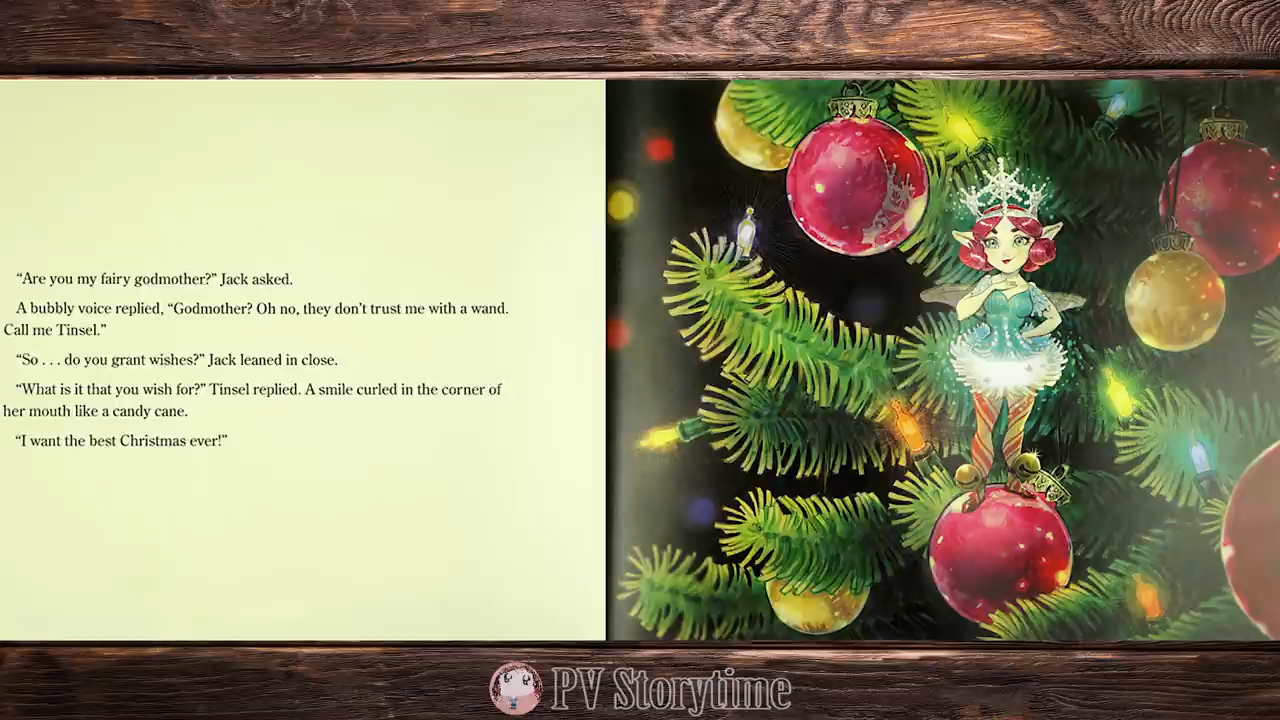 “Are you my fairy godmother?” Jack asked.
A bubbly voice replied, “Godmother? Oh no, they don’t trust me with a wand.
Call me Tinsel.”
“So . . . do you grant wishes?” Jack leaned in close.
“What is it that you wish for?” Tinsel replied. A smile curled in the corner of
her mouth like a candy cane.
“I want the best Christmas ever!”
PV Storytime